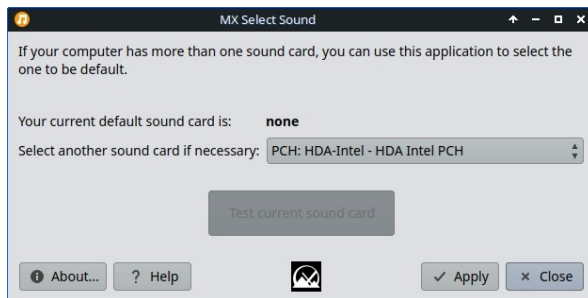 MX Select Sound
If your computer has more than one sound card, you can use this application to select the
one to be default.
Your current default sound card is: none
Select another sound card if necessary: PCH: HDA-Intel - HDA Intel PCH
Test current sound card
About... ? Help Apply Close